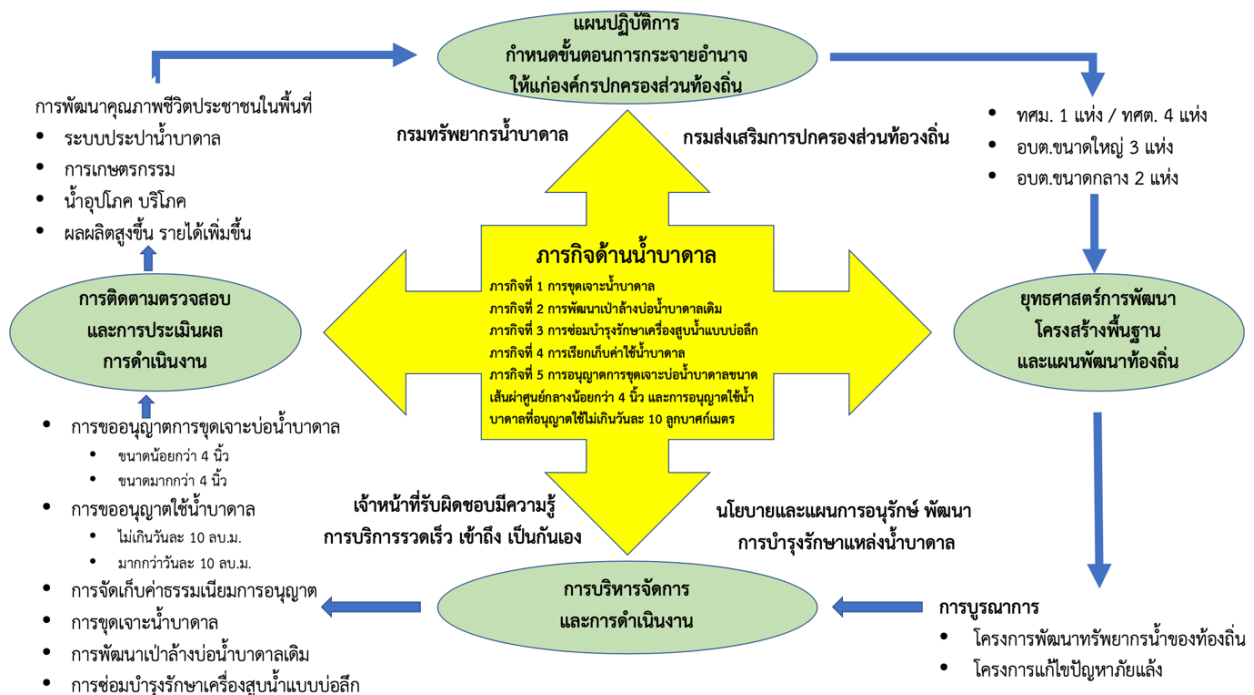 แผนปฏิบัติการ
กำหนดขั้นตอนการกระจายอำนาจ
ให้แก่องค์กรปกครองส่วนท้องถิ่น
การพัฒนาคุณภาพชีวิตประชาชนในพื้นที่
• ระบบประปาน้ำบาดาล
• การเกษตรกรรม
• น้ำอุปโภค บริโภค
• ผลผลิตสูงขึ้น รายได้เพิ่มขึ้น
กรมทรัพยากรน้ำบาดาล
กรมส่งเสริมการปกครองส่วนท้อวงถิ่น
• ทศม. 1 แห่ง / ทศต. 4 แห่ง
• อบต.ขนาดใหญ่ 3 แห่ง
• อบต.ขนาดกลาง 2 แห่ง
ภารกิจด้านน้ำบาดาล
ภารกิจที่ 1 การขุดเจาะน้ำบาดาล
ภารกิจที่ 2 การพัฒนาเป่าล้างบ่อน้ำบาดาลเดิม
ภารกิจที่ 3 การซ่อมบำรุงรักษาเครื่องสูบน้ำแบบบ่อลึก
ภารกิจที่ 4 การเรียกเก็บค่าใช้น้ำบาดาล
ภารกิจที่ 5 การอนุญาตการขุดเจาะบ่อน้ำบาดาลขนาด
เส้นผ่าศูนย์กลางน้อยกว่า 4 นิ้ว และการอนุญาตใช้น้ำ
บาดาลที่อนุญาตใช้ไม่เกินวันละ 10 ลูกบาศก์เมตร
การติดตามตรวจสอบ
และการประเมินผล
การดำเนินงาน
ยุทธศาสตร์การพัฒนา
โครงสร้างพื้นฐาน
และแผนพัฒนาท้องถิ่น
• การขออนุญาตการขุดเจาะบ่อน้ำบาดาล
• ขนาดน้อยกว่า 4 นิ้ว
• ขนาดมากกว่า 4 นิ้ว
• การขออนุญาตใช้น้ำบาดาล
• ไม่เกินวันละ 10 ลบ.ม.
• มากกว่าวันละ 10 ลบ.ม.
• การจัดเก็บค่าธรรมเนียมการอนุญาต
• การขุดเจาะน้ำบาดาล
• การพัฒนาเป่าล้างบ่อน้ำบาดาลเดิม
• การซ่อมบำรุงรักษาเครื่องสูบน้ำแบบบ่อลึก
เจ้าหน้าที่รับผิดชอบมีความรู้
การบริการรวดเร็ว เข้าถึง เป็นกันเอง
นโยบายและแผนการอนุรักษ์ พัฒนา
การบำรุงรักษาแหล่งน้ำบาดาล
การบริหารจัดการ
และการดำเนินงาน
การบูรณาการ
• โครงการพัฒนาทรัพยากรน้ำของท้องถิ่น
• โครงการแก้ไขปัญหาภัยแล้ง